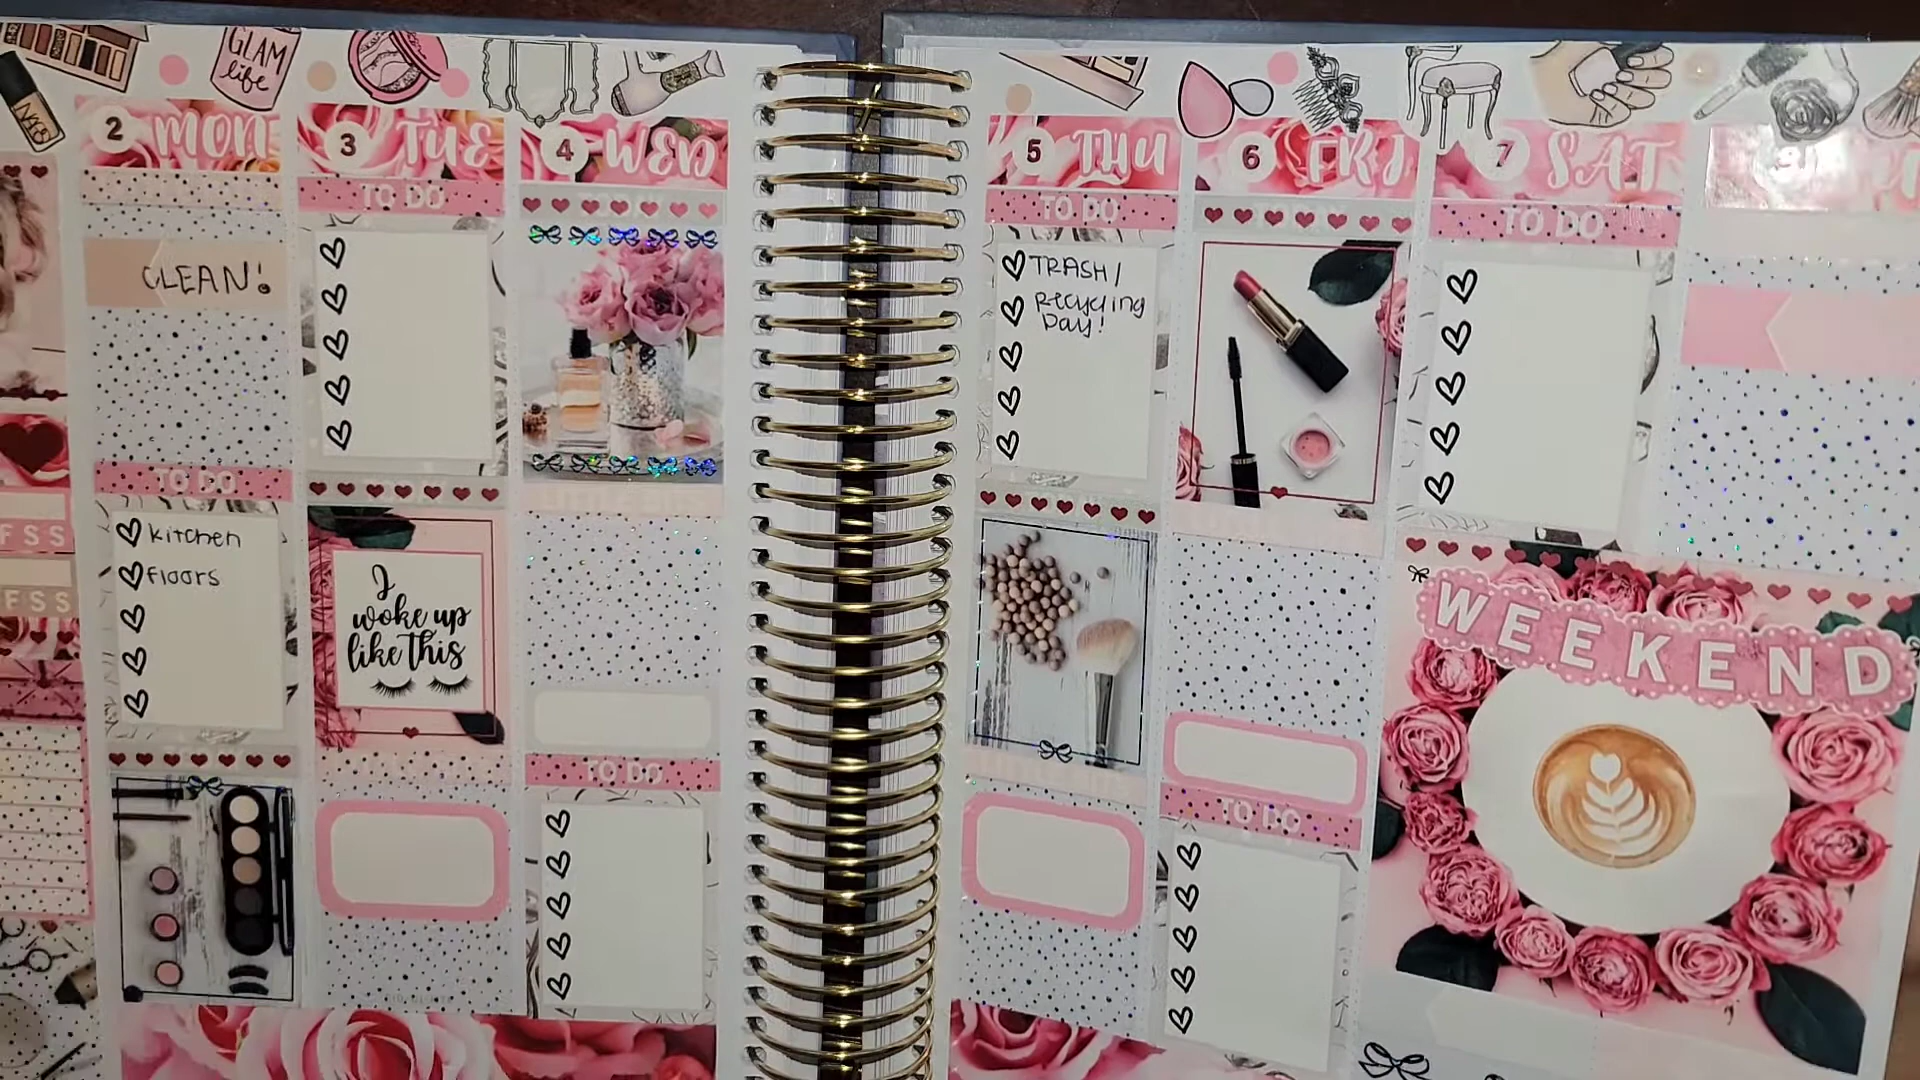 GLAM
life
NARS
2 MON
3 TUE
4 WED
5 THU
6 FRI
7 SAT
TO DO
TO DO
TO DO
CLEAN!
TRASH/
Recycling
Day!
TO DO
kitchen
floors
F S S
F S S
I
woke up
like this
TO DO
TO DO
WEEKEND